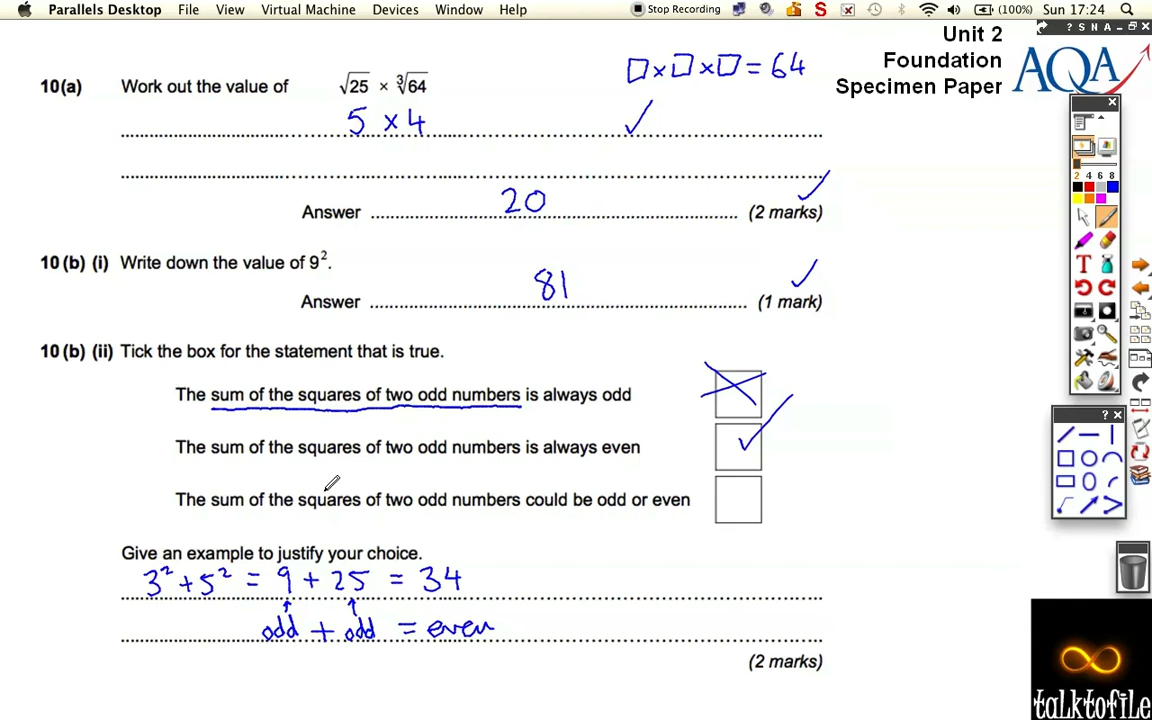 Parallels Desktop File View Virtual Machine Devices Window Help Stop Recording S (100%) Sun 17:24
? S N A
Unit 2
Foundation
Specimen Paper
AQA
□ × □ × □ = 64
10(a) Work out the value of √25 × ∛64
5 × 4
20
Answer (2 marks)
10 (b) (i) Write down the value of 9².
81
Answer (1 mark)
10 (b) (ii) Tick the box for the statement that is true.
The sum of the squares of two odd numbers is always odd
The sum of the squares of two odd numbers is always even
The sum of the squares of two odd numbers could be odd or even
Give an example to justify your choice.
3² + 5² = 9 + 25 = 34
odd + odd = even
(2 marks)
2 4 6 8
T
?
talktofile